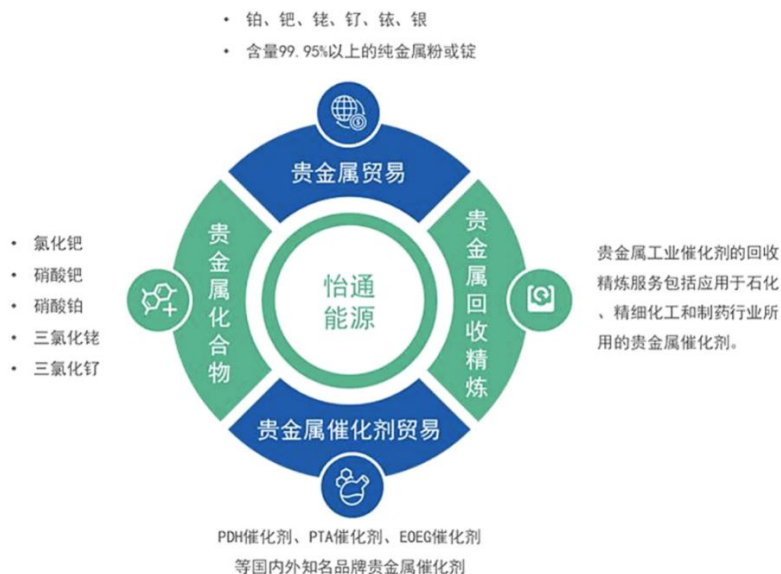 • 铂、钯、铑、钌、铱、银
• 含量99.95%以上的纯金属粉或锭
贵金属贸易
贵金属化合物
• 氯化钯
• 硝酸钯
• 硝酸铂
• 三氯化铑
• 三氯化钌
怡通
能源
贵金属回收精炼
贵金属工业催化剂的回收
精炼服务包括应用于石化
、精细化工和制药行业所
用的贵金属催化剂。
贵金属催化剂贸易
PDH催化剂、PTA催化剂、EOEG催化剂
等国内外知名品牌贵金属催化剂